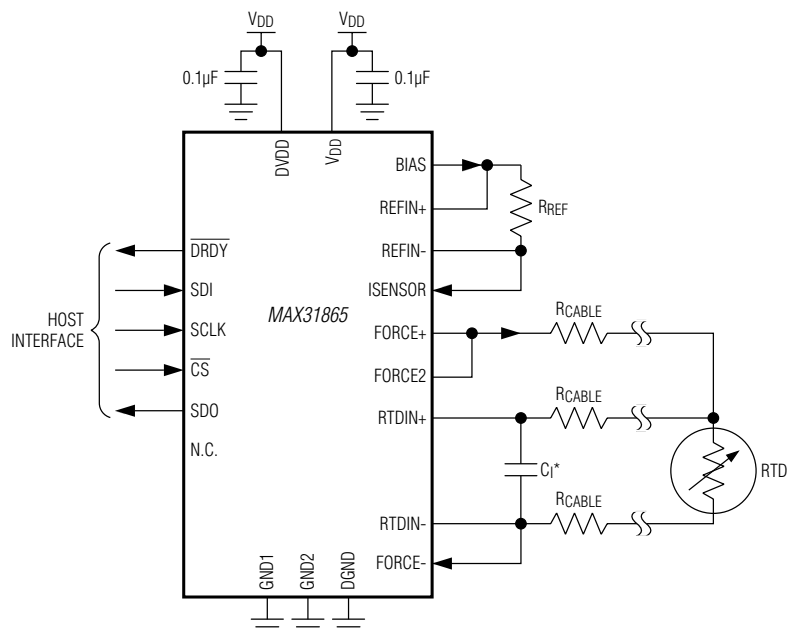 VDD
VDD
0.1µF
0.1µF
DVDD
VDD
BIAS
REFIN+
RREF
REFIN-
ISENSOR
DRDY
SDI
SCLK
CS
SDO
N.C.
HOST
INTERFACE
MAX31865
FORCE+
RCABLE
FORCE2
RTDIN+
RCABLE
CI*
RTD
RTDIN-
RCABLE
FORCE-
GND1
GND2
DGND